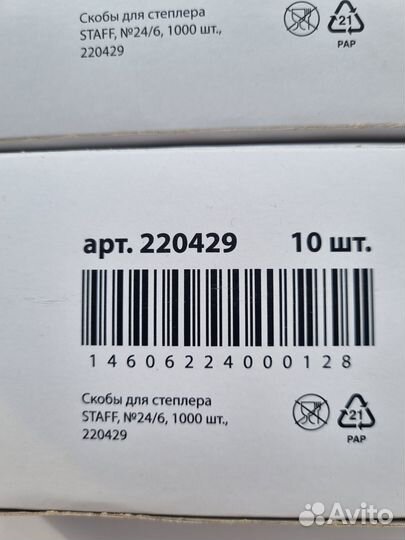 Скобы для степлера
STAFF, №24/6, 1000 шт.,
220429
21
PAP
арт. 220429 10 шт.
14606224000128
Скобы для степлера
STAFF, №24/6, 1000 шт.,
220429
21
PAP
Avito